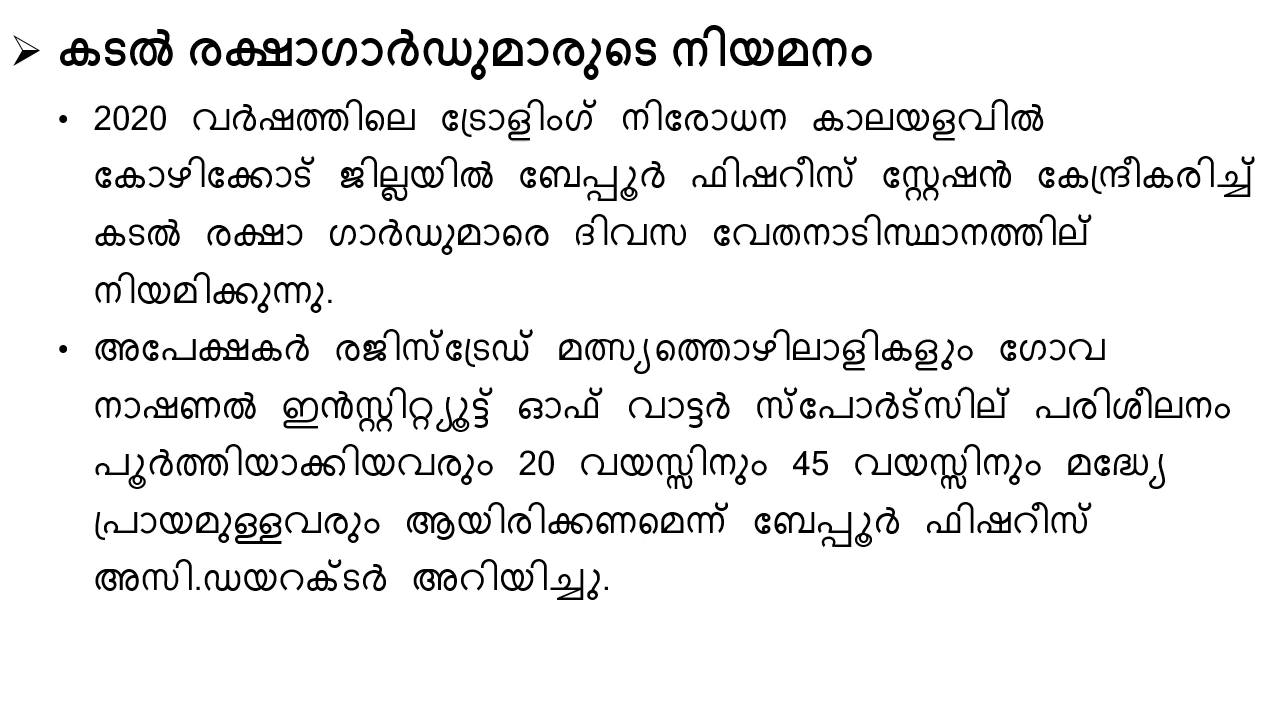 ➢ കടൽ രക്ഷാഗാർഡുമാരുടെ നിയമനം
• 2020 വർഷത്തിലെ ട്രോളിംഗ് നിരോധന കാലയളവിൽ
കോഴിക്കോട് ജില്ലയിൽ ബേപ്പൂർ ഫിഷറീസ് സ്റ്റേഷൻ കേന്ദ്രീകരിച്ച്
കടൽ രക്ഷാ ഗാർഡുമാരെ ദിവസ വേതനാടിസ്ഥാനത്തില്
നിയമിക്കുന്നു.
• അപേക്ഷകർ രജിസ്ട്രേഡ് മത്സ്യത്തൊഴിലാളികളും ഗോവ
നാഷണൽ ഇൻസ്റ്റിറ്റ്യൂട്ട് ഓഫ് വാട്ടർ സ്പോർട്സില് പരിശീലനം
പൂർത്തിയാക്കിയവരും 20 വയസ്സിനും 45 വയസ്സിനും മദ്ധ്യേ
പ്രായമുള്ളവരും ആയിരിക്കണമെന്ന് ബേപ്പൂർ ഫിഷറീസ്
അസി.ഡയറക്ടർ അറിയിച്ചു.